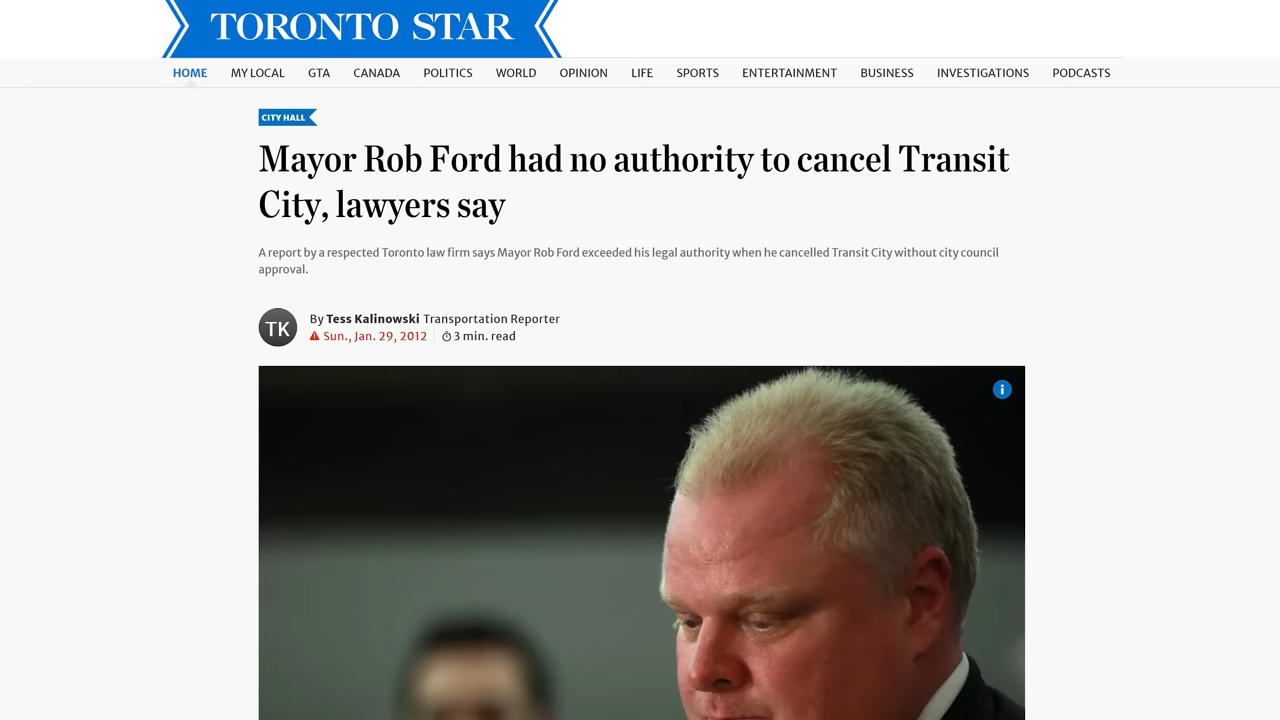 TORONTO STAR
HOME MY LOCAL GTA CANADA POLITICS WORLD OPINION LIFE SPORTS ENTERTAINMENT BUSINESS INVESTIGATIONS PODCASTS
CITY HALL
Mayor Rob Ford had no authority to cancel Transit
City, lawyers say
A report by a respected Toronto law firm says Mayor Rob Ford exceeded his legal authority when he cancelled Transit City without city council
approval.
TK
By Tess Kalinowski Transportation Reporter
Sun., Jan. 29, 2012 3 min. read
i